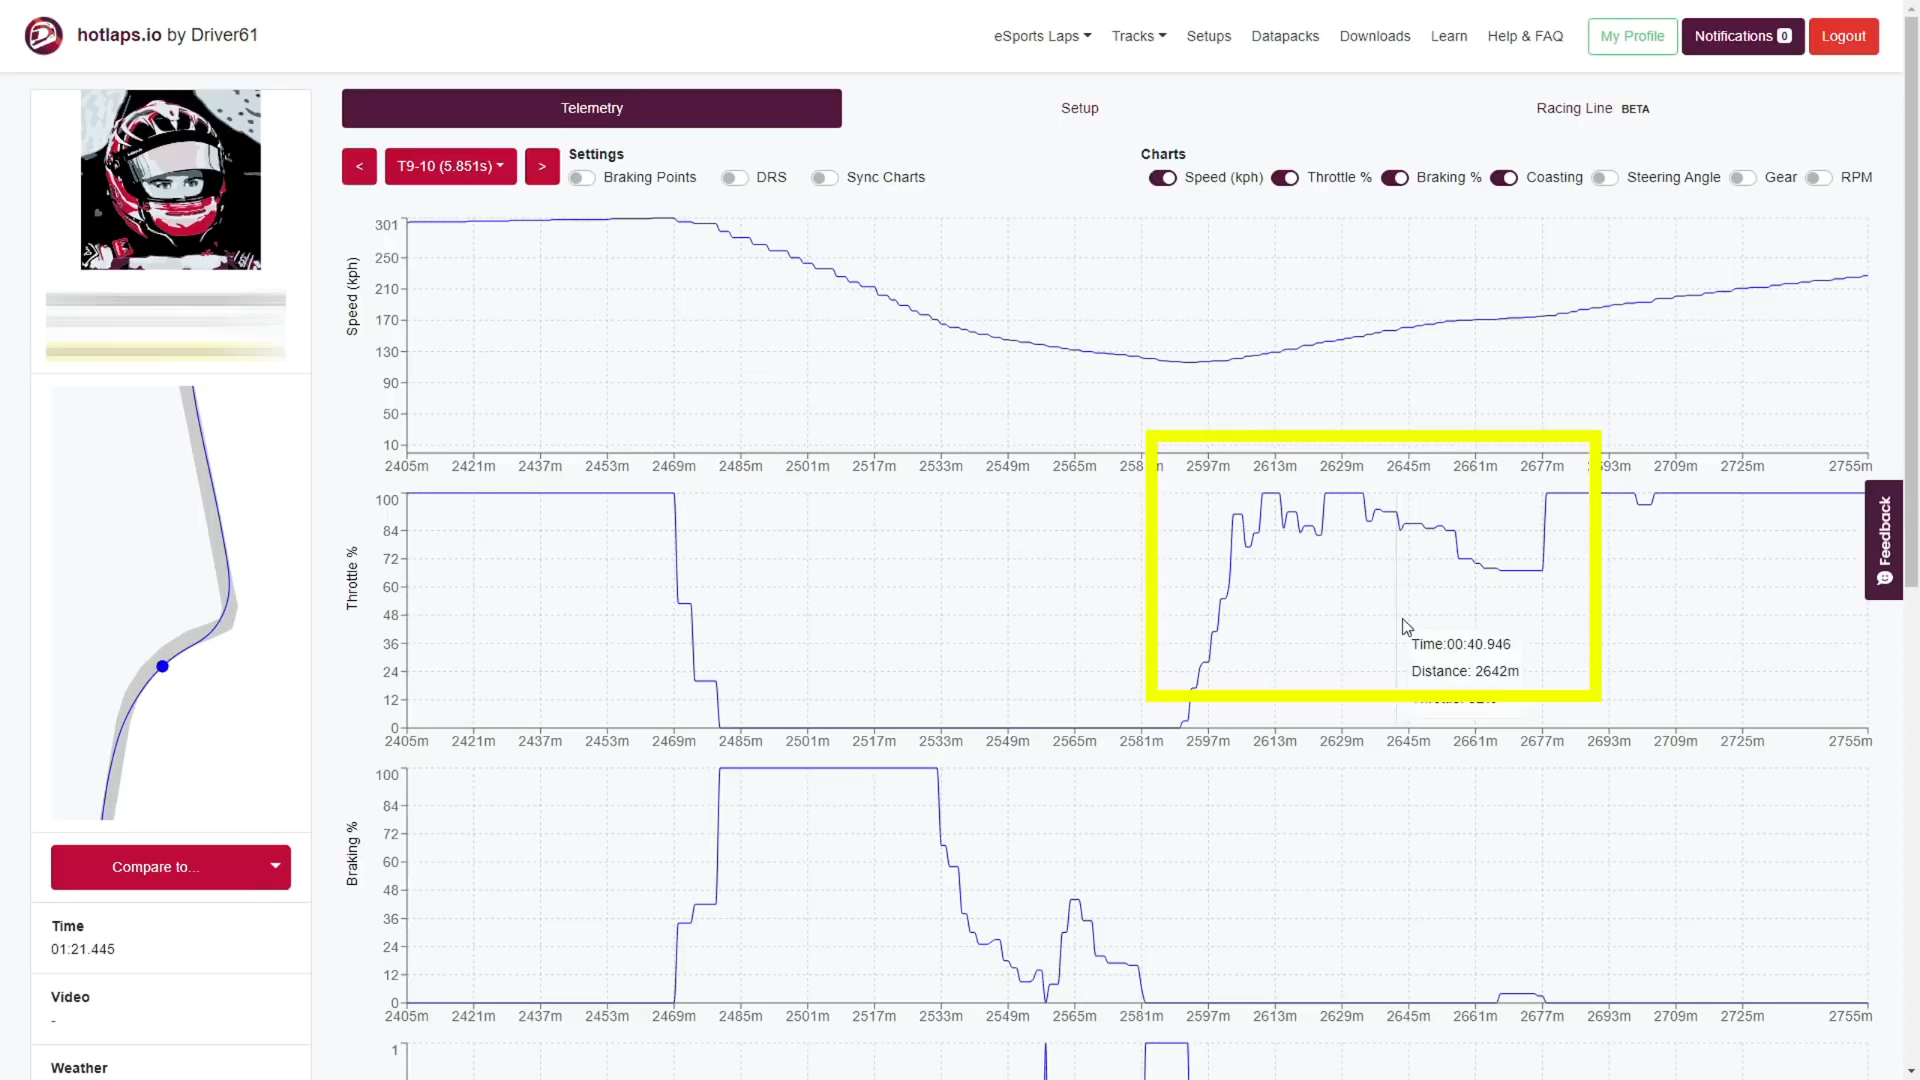 hotlaps.io by Driver61
eSports Laps Tracks Setups Datapacks Downloads Learn Help & FAQ My Profile Notifications 0 Logout
Telemetry Setup Racing Line BETA
< T9-10 (5.851s) >
Settings
Braking Points DRS Sync Charts
Charts
Speed (kph) Throttle % Braking % Coasting Steering Angle Gear RPM
Speed (kph)
301
250
210
170
130
90
50
10
2405m 2421m 2437m 2453m 2469m 2485m 2501m 2517m 2533m 2549m 2565m 2597m 2613m 2629m 2645m 2661m 2677m 2709m 2725m 2755m
Throttle %
100
84
72
60
48
36
24
12
0
2405m 2421m 2437m 2453m 2469m 2485m 2501m 2517m 2533m 2549m 2565m 2581m 2597m 2613m 2629m 2645m 2661m 2677m 2693m 2709m 2725m 2755m
Time:00:40.946
Distance: 2642m
Feedback
Braking %
100
84
72
60
48
36
24
12
0
2405m 2421m 2437m 2453m 2469m 2485m 2501m 2517m 2533m 2549m 2565m 2581m 2597m 2613m 2629m 2645m 2661m 2677m 2693m 2709m 2725m 2755m
1
Compare to...
Time
01:21.445
Video
-
Weather